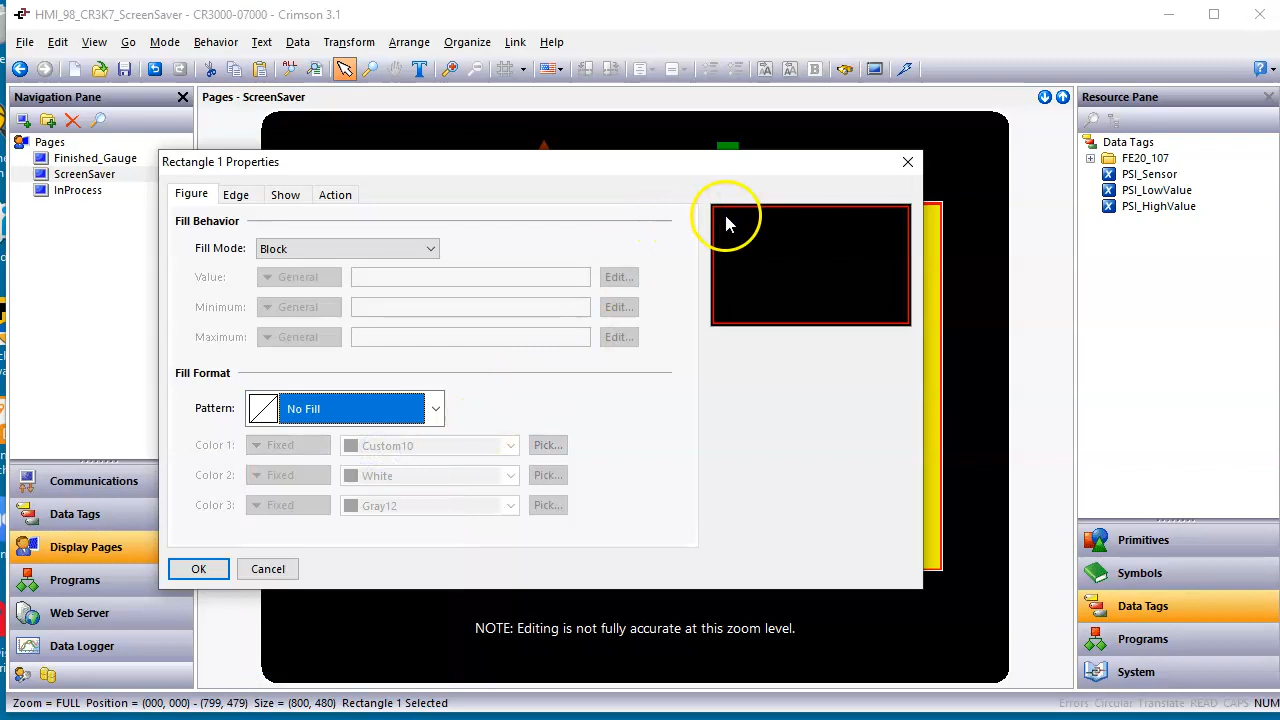 HMI_98_CR3K7_ScreenSaver - CR3000-07000 - Crimson 3.1
File Edit View Go Mode Behavior Text Data Transform Arrange Organize Link Help
Navigation Pane
Pages
Finished_Gauge
ScreenSaver
InProcess
Communications
Data Tags
Display Pages
Programs
Web Server
Data Logger
Pages - ScreenSaver
Rectangle 1 Properties
Figure Edge Show Action
Fill Behavior
Fill Mode: Block
Value: General Edit...
Minimum: General Edit...
Maximum: General Edit...
Fill Format
Pattern: No Fill
Color 1: Fixed Custom10 Pick...
Color 2: Fixed White Pick...
Color 3: Fixed Gray12 Pick...
OK Cancel
NOTE: Editing is not fully accurate at this zoom level.
Resource Pane
Data Tags
FE20_107
PSI_Sensor
PSI_LowValue
PSI_HighValue
Primitives
Symbols
Data Tags
Programs
System
Zoom = FULL Position = (000, 000) - (799, 479) Size = (800, 480) Rectangle 1 Selected
Errors Circular Translate READ CAPS NUM